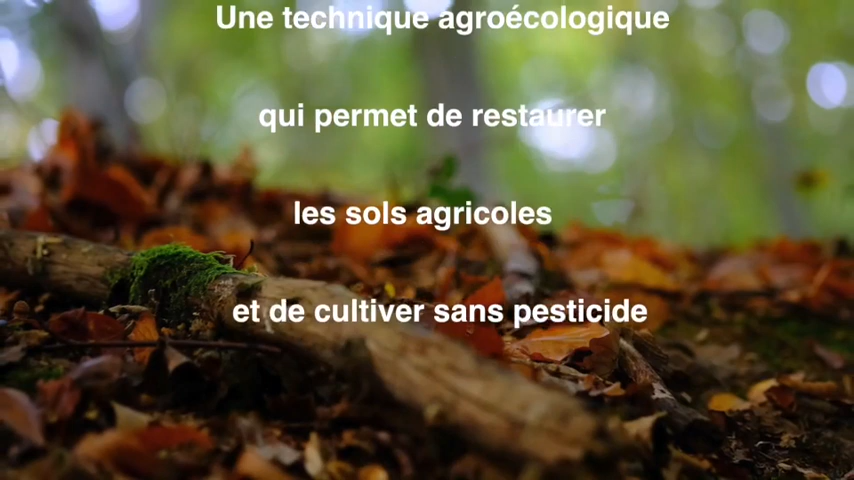 Une technique agroécologique
qui permet de restaurer
les sols agricoles
et de cultiver sans pesticide